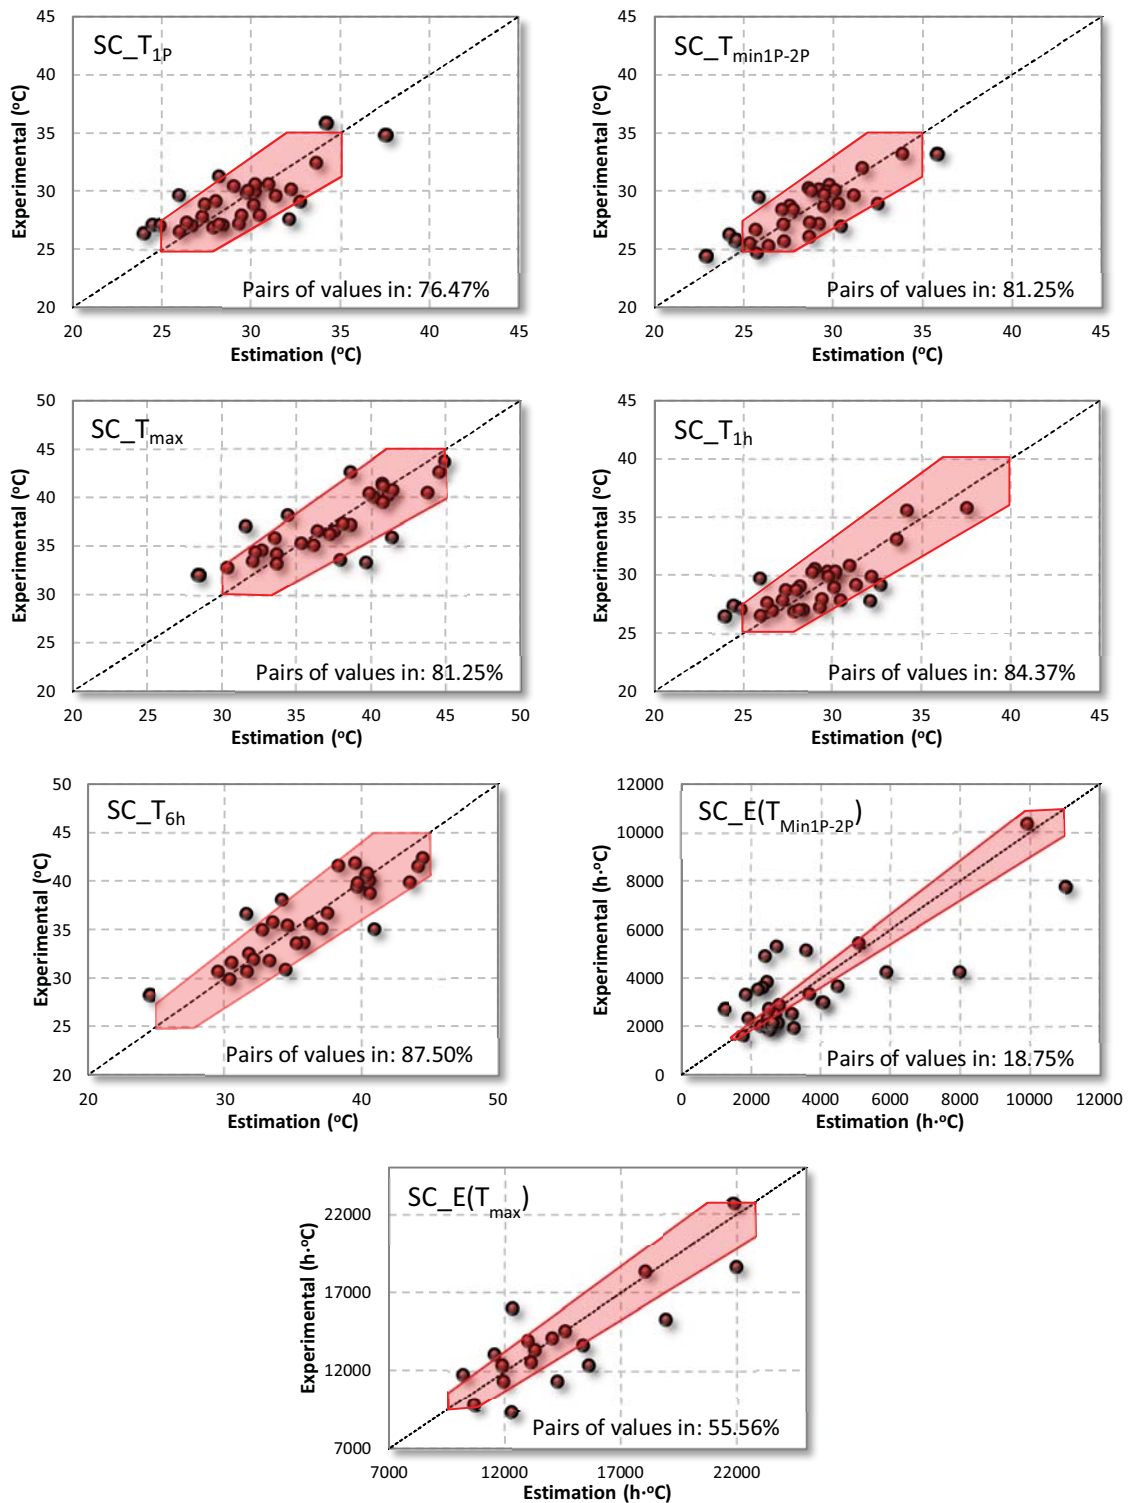 SC_T1P
45
40
35
30
25
20
Experimental (ºC)
Pairs of values in: 76.47%
20 25 30 35 40 45
Estimation (ºC)
SC_Tmin1P-2P
45
40
35
30
25
20
Experimental (ºC)
Pairs of values in: 81.25%
20 25 30 35 40 45
Estimation (ºC)
SC_Tmax
50
45
40
35
30
25
20
Experimental (ºC)
Pairs of values in: 81.25%
20 25 30 35 40 45 50
Estimation (ºC)
SC_T1h
45
40
35
30
25
20
Experimental (ºC)
Pairs of values in: 84.37%
20 25 30 35 40 45
Estimation (ºC)
SC_T6h
50
45
40
35
30
25
20
Experimental (ºC)
Pairs of values in: 87.50%
20 30 40 50
Estimation (ºC)
SC_E(TMin1P-2P)
12000
10000
8000
6000
4000
2000
0
Experimental (h·ºC)
Pairs of values in: 18.75%
0 2000 4000 6000 8000 10000 12000
Estimation (h·ºC)
SC_E(Tmax)
22000
17000
12000
7000
Experimental (h·ºC)
Pairs of values in: 55.56%
7000 12000 17000 22000
Estimation (h·ºC)